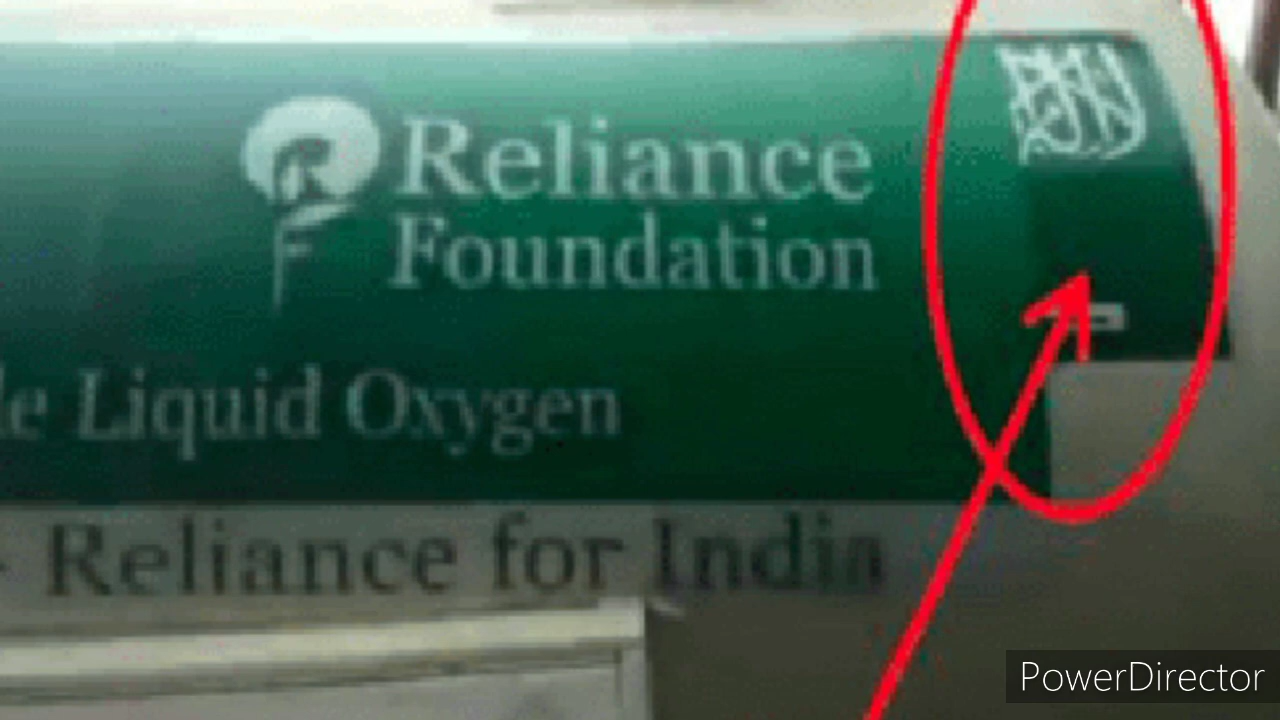 Reliance
Foundation
le Liquid Oxygen
- Reliance for India
PowerDirector